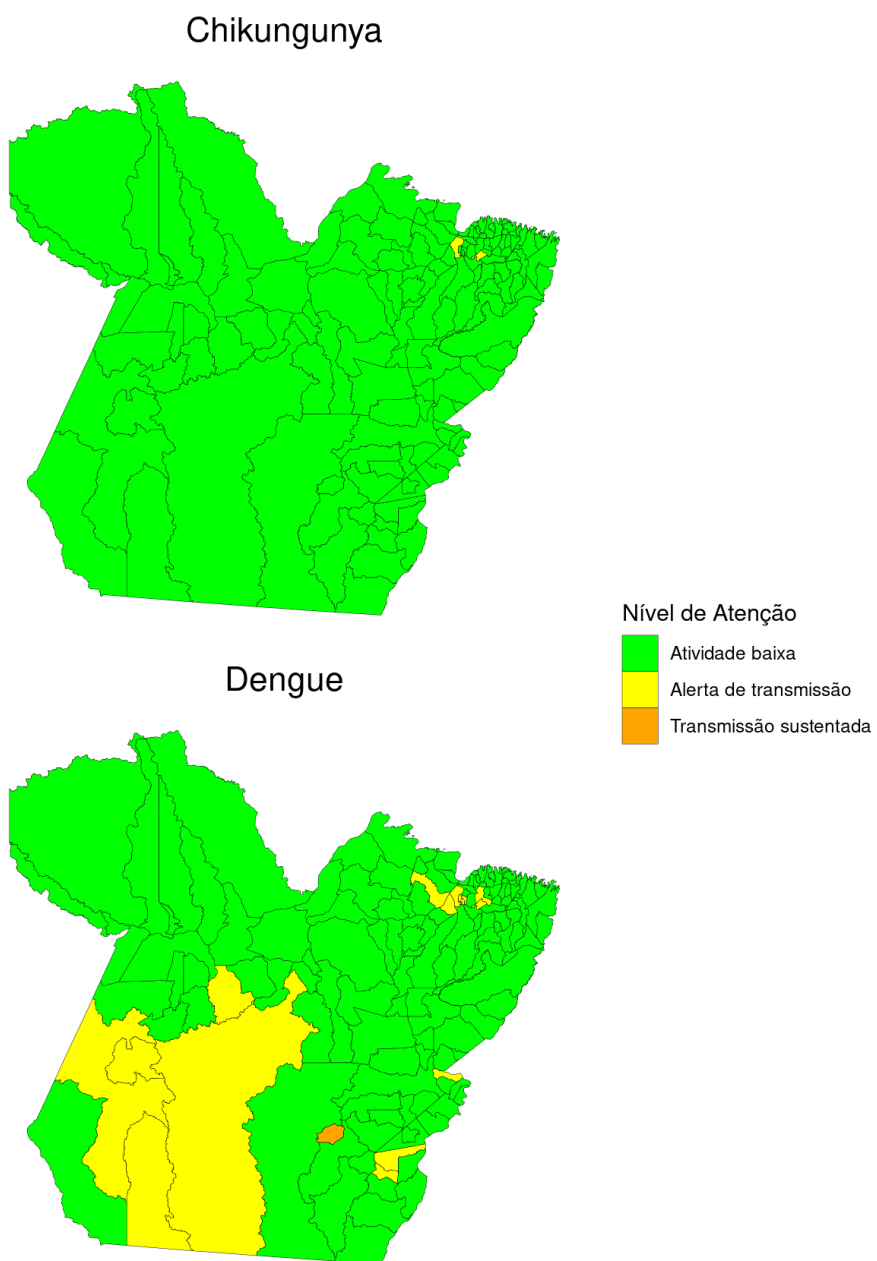 Chikungunya
Nível de Atenção
Atividade baixa
Alerta de transmissão
Transmissão sustentada
Dengue